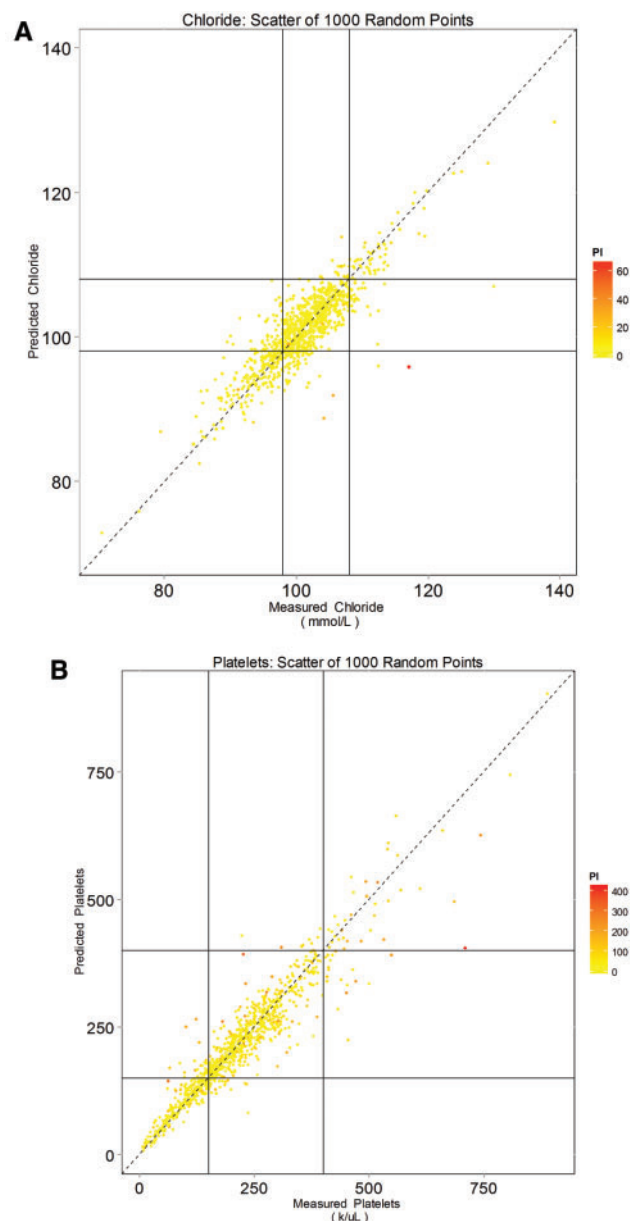 A
Chloride: Scatter of 1000 Random Points
140
120
100
80
Predicted Chloride
80 100 120 140
Measured Chloride
( mmol/L )
PI
60
40
20
0
B
Platelets: Scatter of 1000 Random Points
750
500
250
0
Predicted Platelets
0 250 500 750
Measured Platelets
( k/uL )
PI
400
300
200
100
0